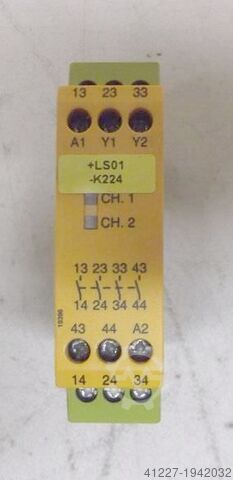 13 23 33
A1 Y1 Y2
+LS01
-K224
CH. 1
CH. 2
13 23 33 43
14 24 34 44
10396
43 44 A2
14 24 34
41227-1942032